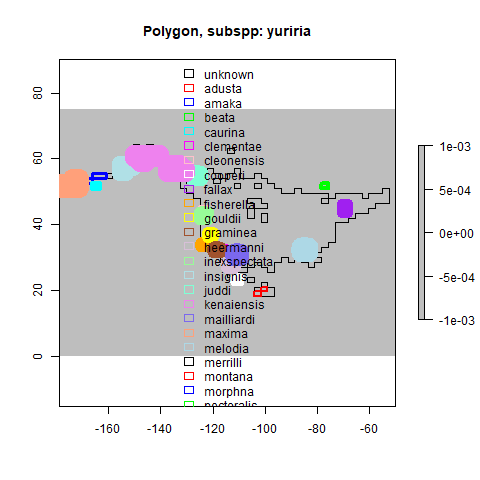 Polygon, subspp: yuriria
unknown
adusta
amaka
beata
caurina
clementae
cleonensis
cooperi
fallax
fisherella
gouldii
graminea
heermanni
inexspectata
insignis
juddi
kenaiensis
mailliardi
maxima
melodia
merrilli
montana
morphna
pectoralis
80
60
40
20
0
-160
-140
-120
-100
-80
-60
1e-03
5e-04
0e+00
-5e-04
-1e-03